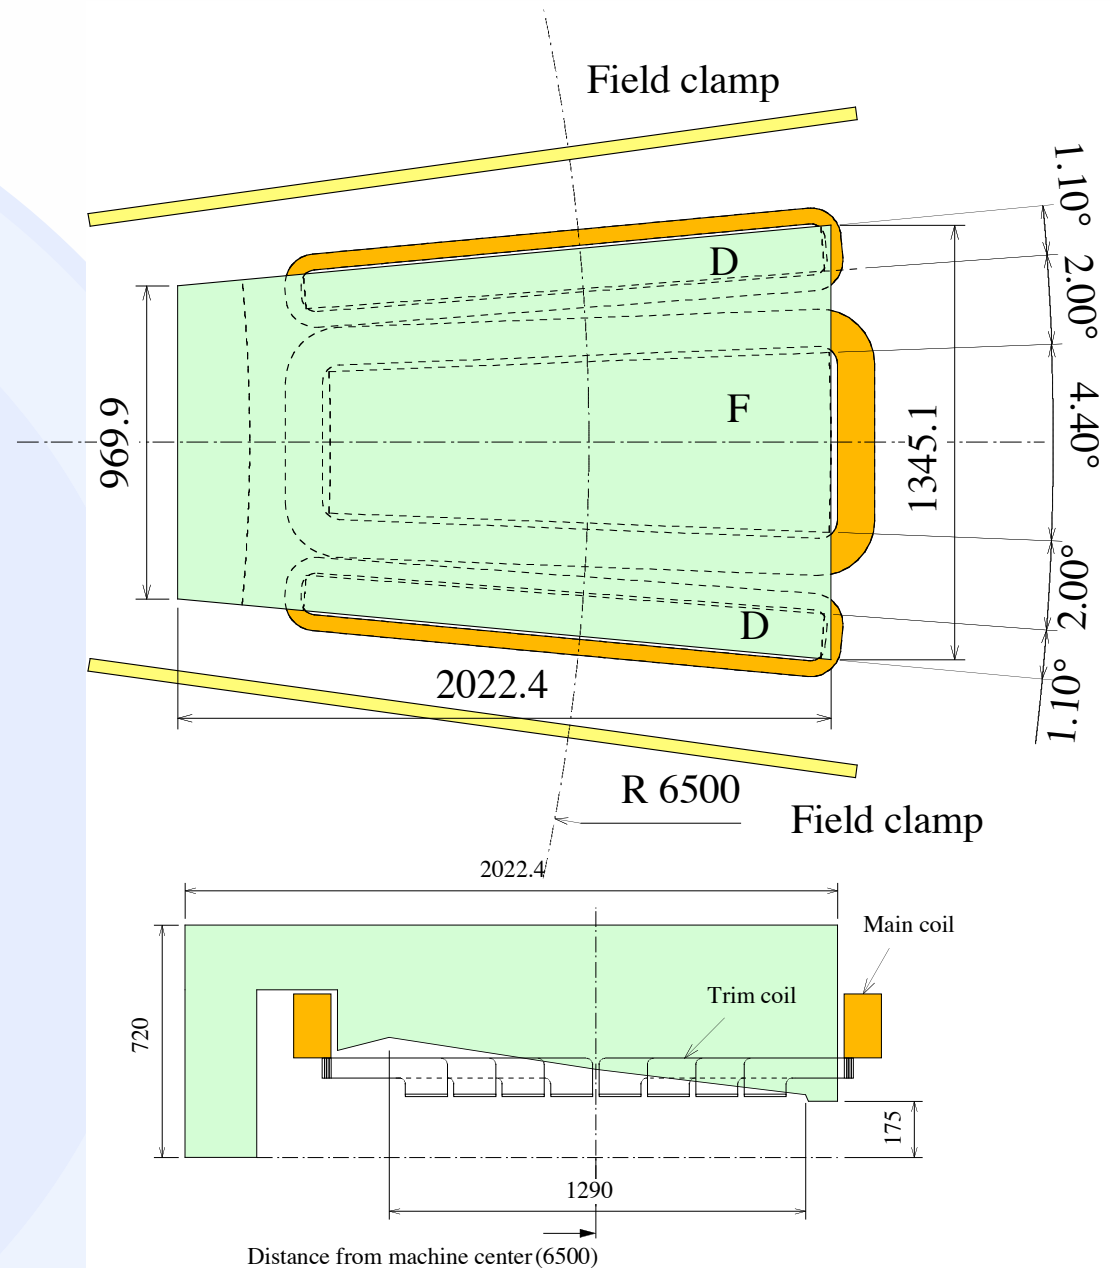 Field clamp
1.10°
D
2.00°
F
4.40°
969.9
1345.1
2.00°
D
1.10°
2022.4
R 6500
Field clamp
2022.4
Main coil
Trim coil
720
175
1290
Distance from machine center(6500)